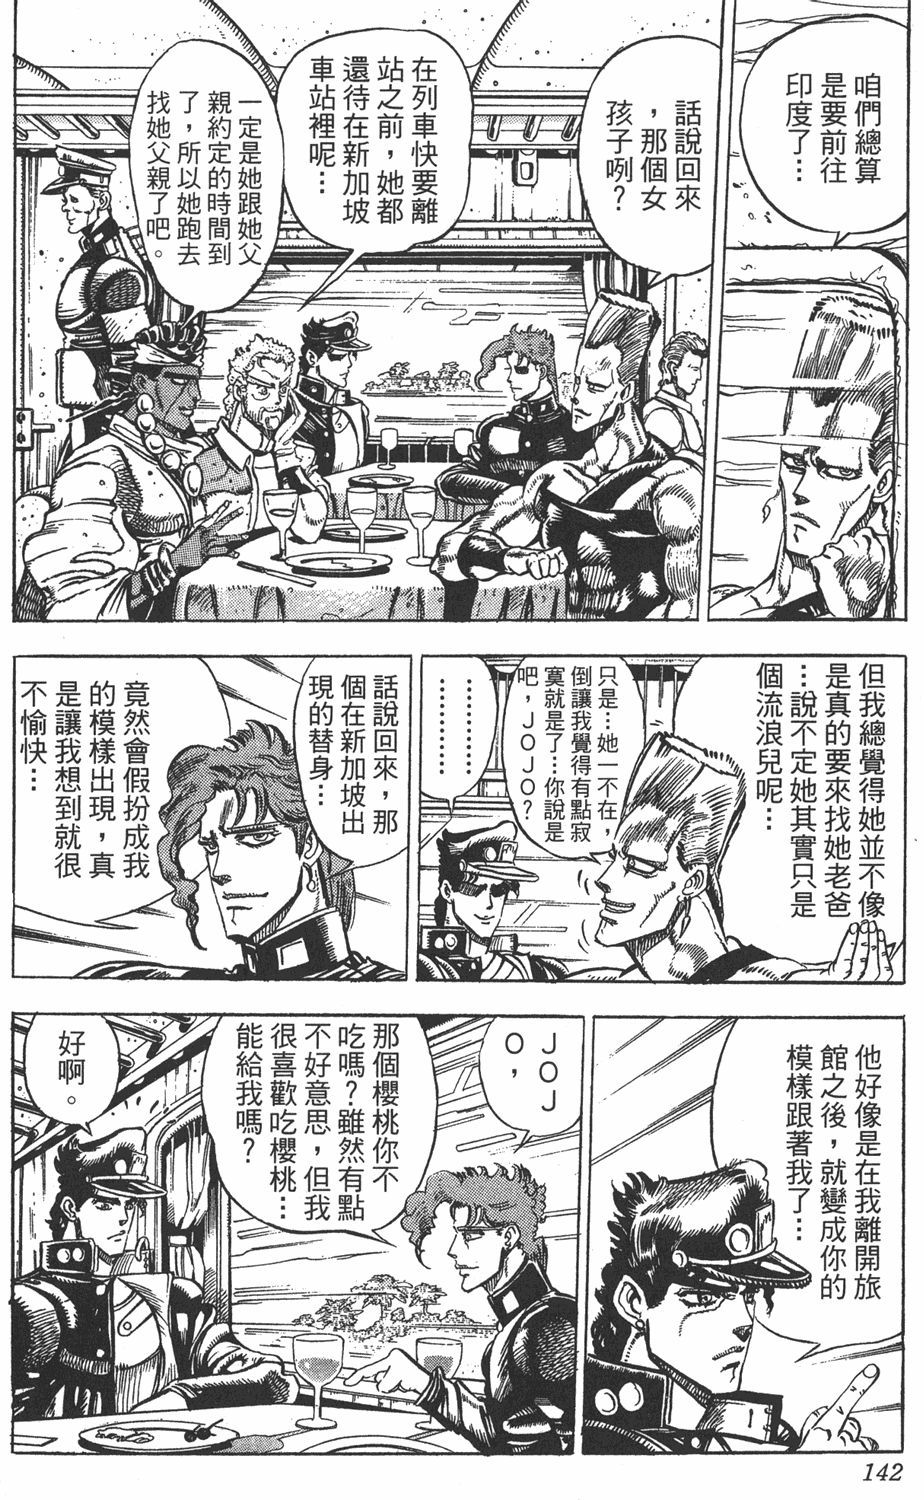 咱們總算
是要前往
印度了…
話說回來
，那個女
孩子咧？
在列車快要離
站之前，她都
還待在新加坡
車站裡呢…
一定是她跟她父
親約定的時間到
了，所以她跑去
找她父親了吧。
但我總覺得她並不像
是真的要來找她老爸
…說不定她其實只是
個流浪兒呢…
只是…她一不在，
倒讓我覺得有點寂
寞就是了…你說是
吧，JOJO？
…………
…………
話說回來，那
個在新加坡出
現的替身…
竟然會假扮成我
的模樣出現，真
是讓我想到就很
不愉快…
他好像是在我離開旅
館之後，就變成你的
模樣跟著我了…
JOJ
O，
那個櫻桃你不
吃嗎？雖然有點
不好意思，但我
很喜歡吃櫻桃…
能給我嗎？
好啊。
142